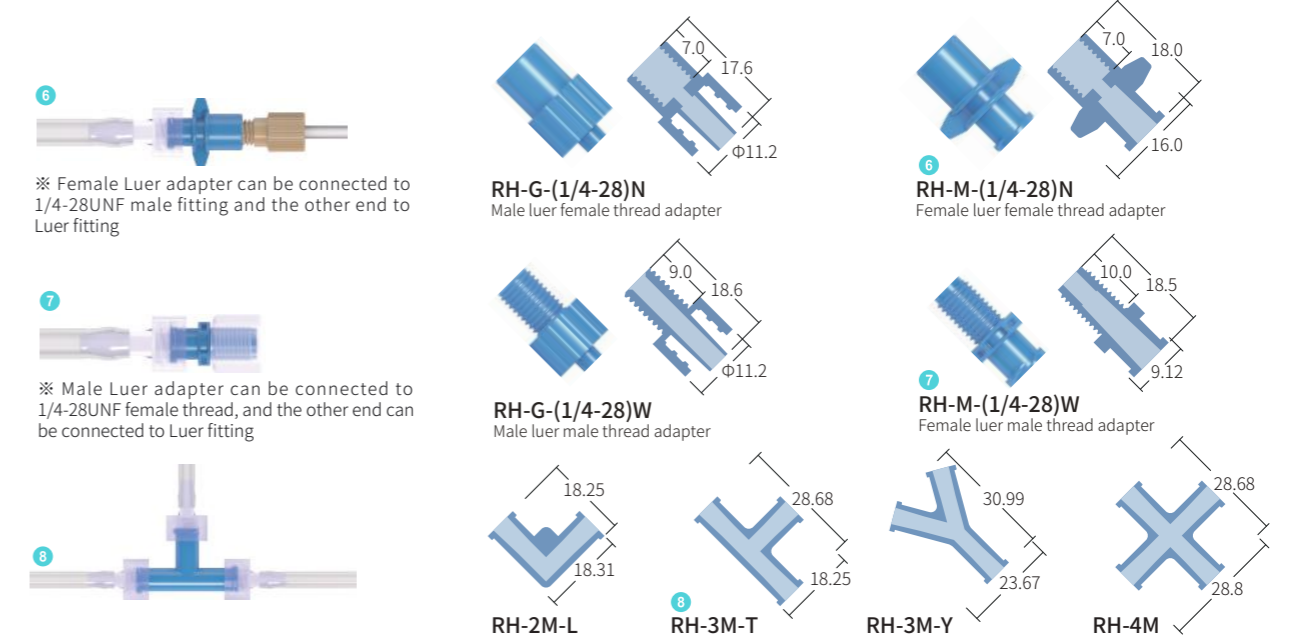 6
※ Female Luer adapter can be connected to
1/4-28UNF male fitting and the other end to
Luer fitting
7.0
17.6
Φ11.2
RH-G-(1/4-28)N
Male luer female thread adapter
7.0
18.0
16.0
6
RH-M-(1/4-28)N
Female luer female thread adapter
7
※ Male Luer adapter can be connected to
1/4-28UNF female thread, and the other end can
be connected to Luer fitting
9.0
18.6
Φ11.2
RH-G-(1/4-28)W
Male luer male thread adapter
10.0
18.5
9.12
7
RH-M-(1/4-28)W
Female luer male thread adapter
8
18.25
18.31
RH-2M-L
28.68
18.25
8
RH-3M-T
30.99
23.67
RH-3M-Y
28.68
28.8
RH-4M